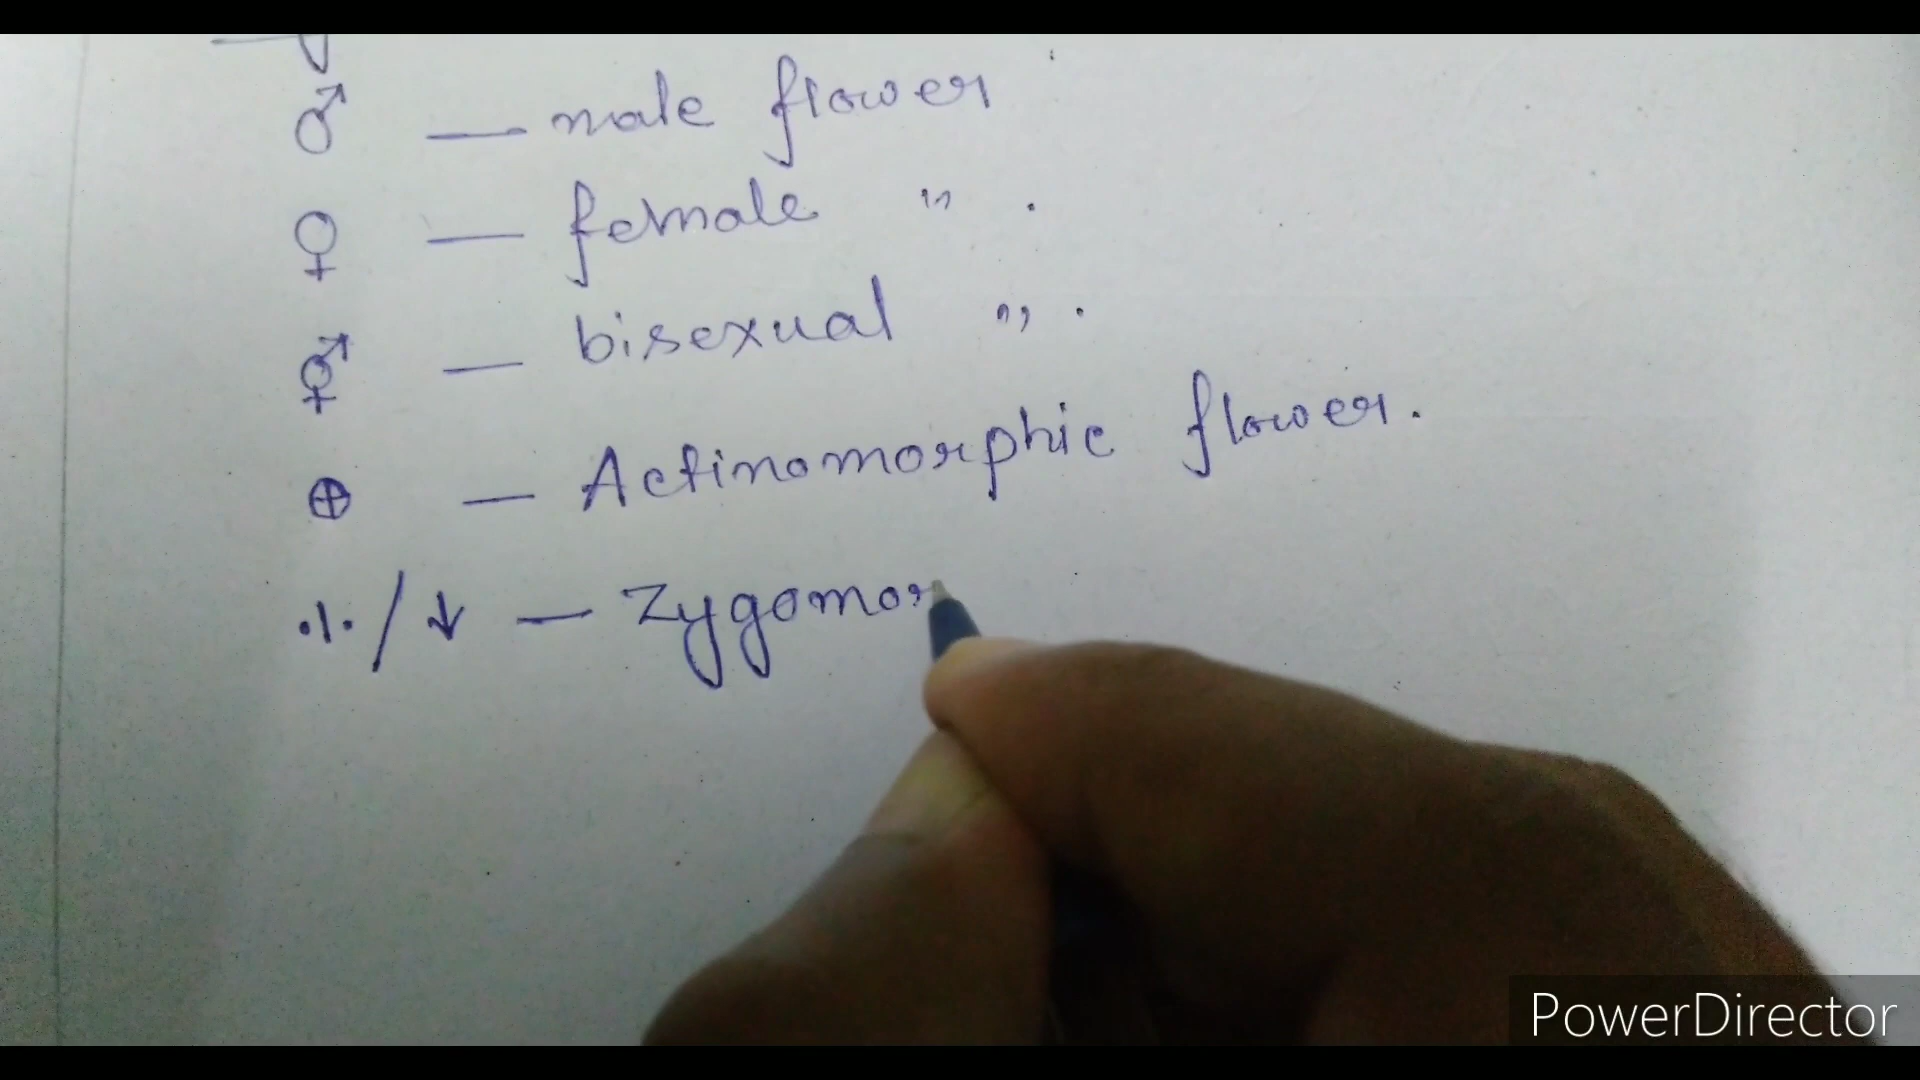 ♂ — male flower
♀ — female "
⚥ — bisexual ".
⊕ — Actinomorphic flower.
·|· / ↓ — Zygomor
PowerDirector